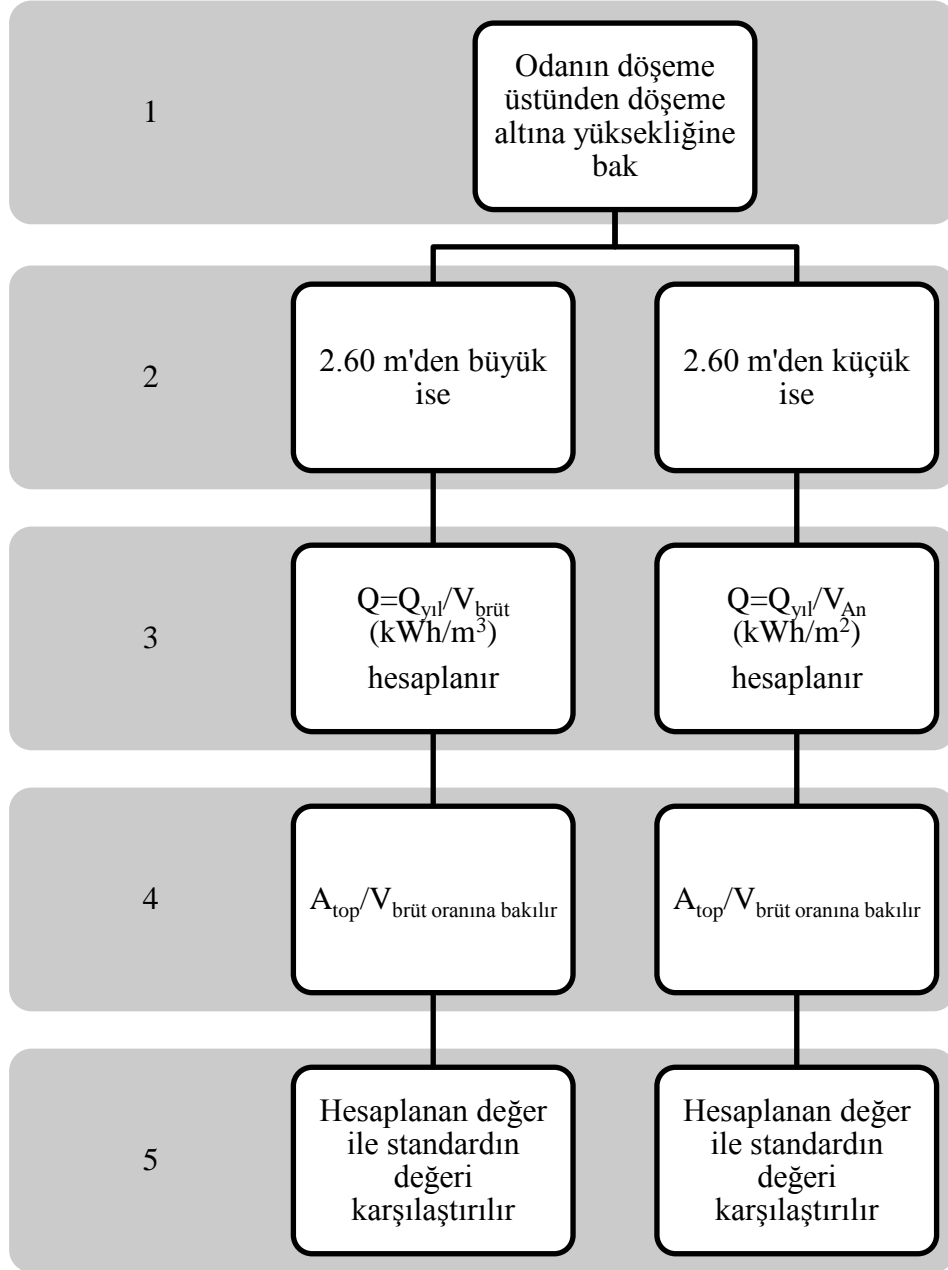 1
Odanın döşeme
üstünden döşeme
altına yüksekliğine
bak
2
2.60 m'den büyük
ise
2.60 m'den küçük
ise
3
Q=Qyıl/Vbrüt
(kWh/m³)
hesaplanır
Q=Qyıl/VAn
(kWh/m²)
hesaplanır
4
Atop/Vbrüt oranına bakılır
Atop/Vbrüt oranına bakılır
5
Hesaplanan değer
ile standardın
değeri
karşılaştırılır
Hesaplanan değer
ile standardın
değeri
karşılaştırılır